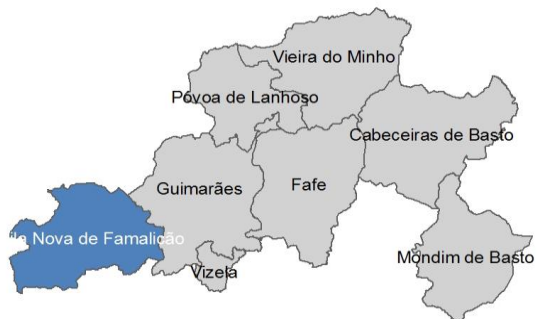 Vieira do Minho
Póvoa de Lanhoso
Cabeceiras de Basto
Guimarães
Fafe
Nova de Famalicão
Vizela
Mondim de Basto